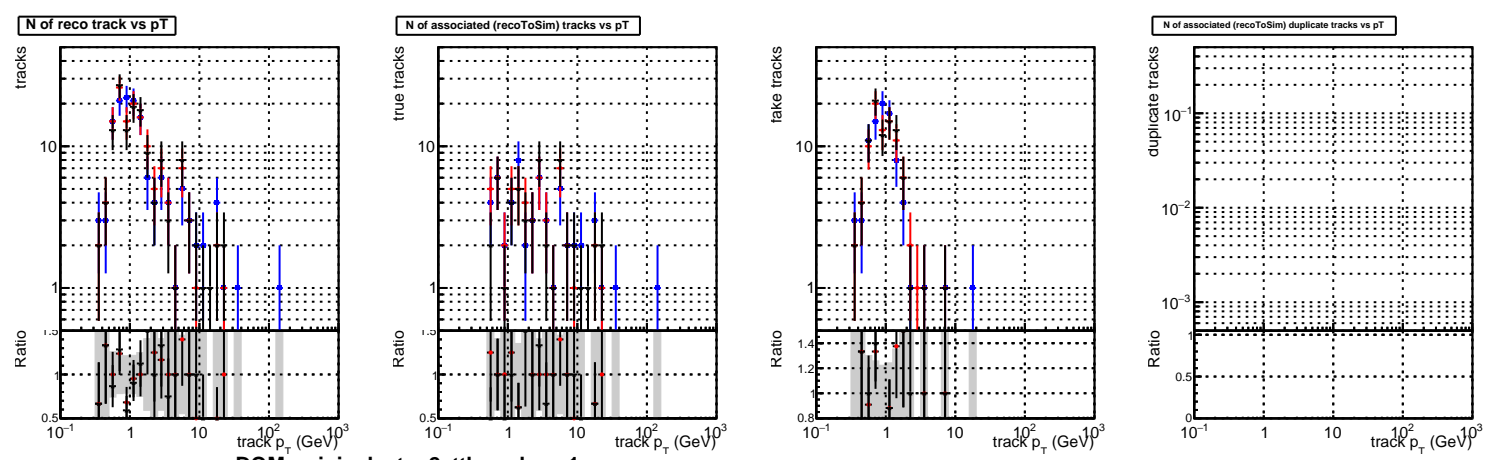 N of reco track vs pT
tracks
10
1
Ratio
1.5
1
0.5
10⁻¹ 1 10 10² 10³
track p_T (GeV)
N of associated (recoToSim) tracks vs pT
true tracks
10
1
Ratio
1.5
1
0.5
10⁻¹ 1 10 10² 10³
track p_T (GeV)
fake tracks
10
1
Ratio
1.4
1.2
1
0.8
10⁻¹ 1 10 10² 10³
track p_T (GeV)
N of associated (recoToSim) duplicate tracks vs pT
duplicate tracks
10⁻¹
10⁻²
10⁻³
Ratio
1
0.5
0
10⁻¹ 1 10 10² 10³
track p_T (GeV)